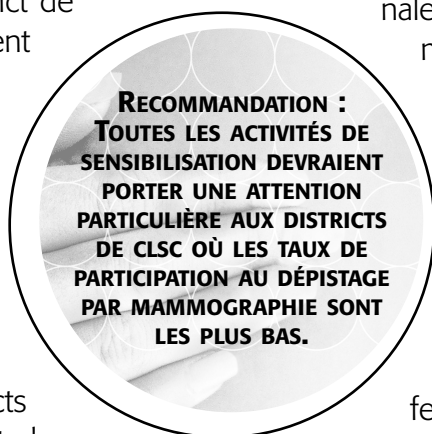 RECOMMANDATION :
TOUTES LES ACTIVITÉS DE
SENSIBILISATION DEVRAIENT
PORTER UNE ATTENTION
PARTICULIÈRE AUX DISTRICTS
DE CLSC OÙ LES TAUX DE
PARTICIPATION AU DÉPISTAGE
PAR MAMMOGRAPHIE SONT
LES PLUS BAS.